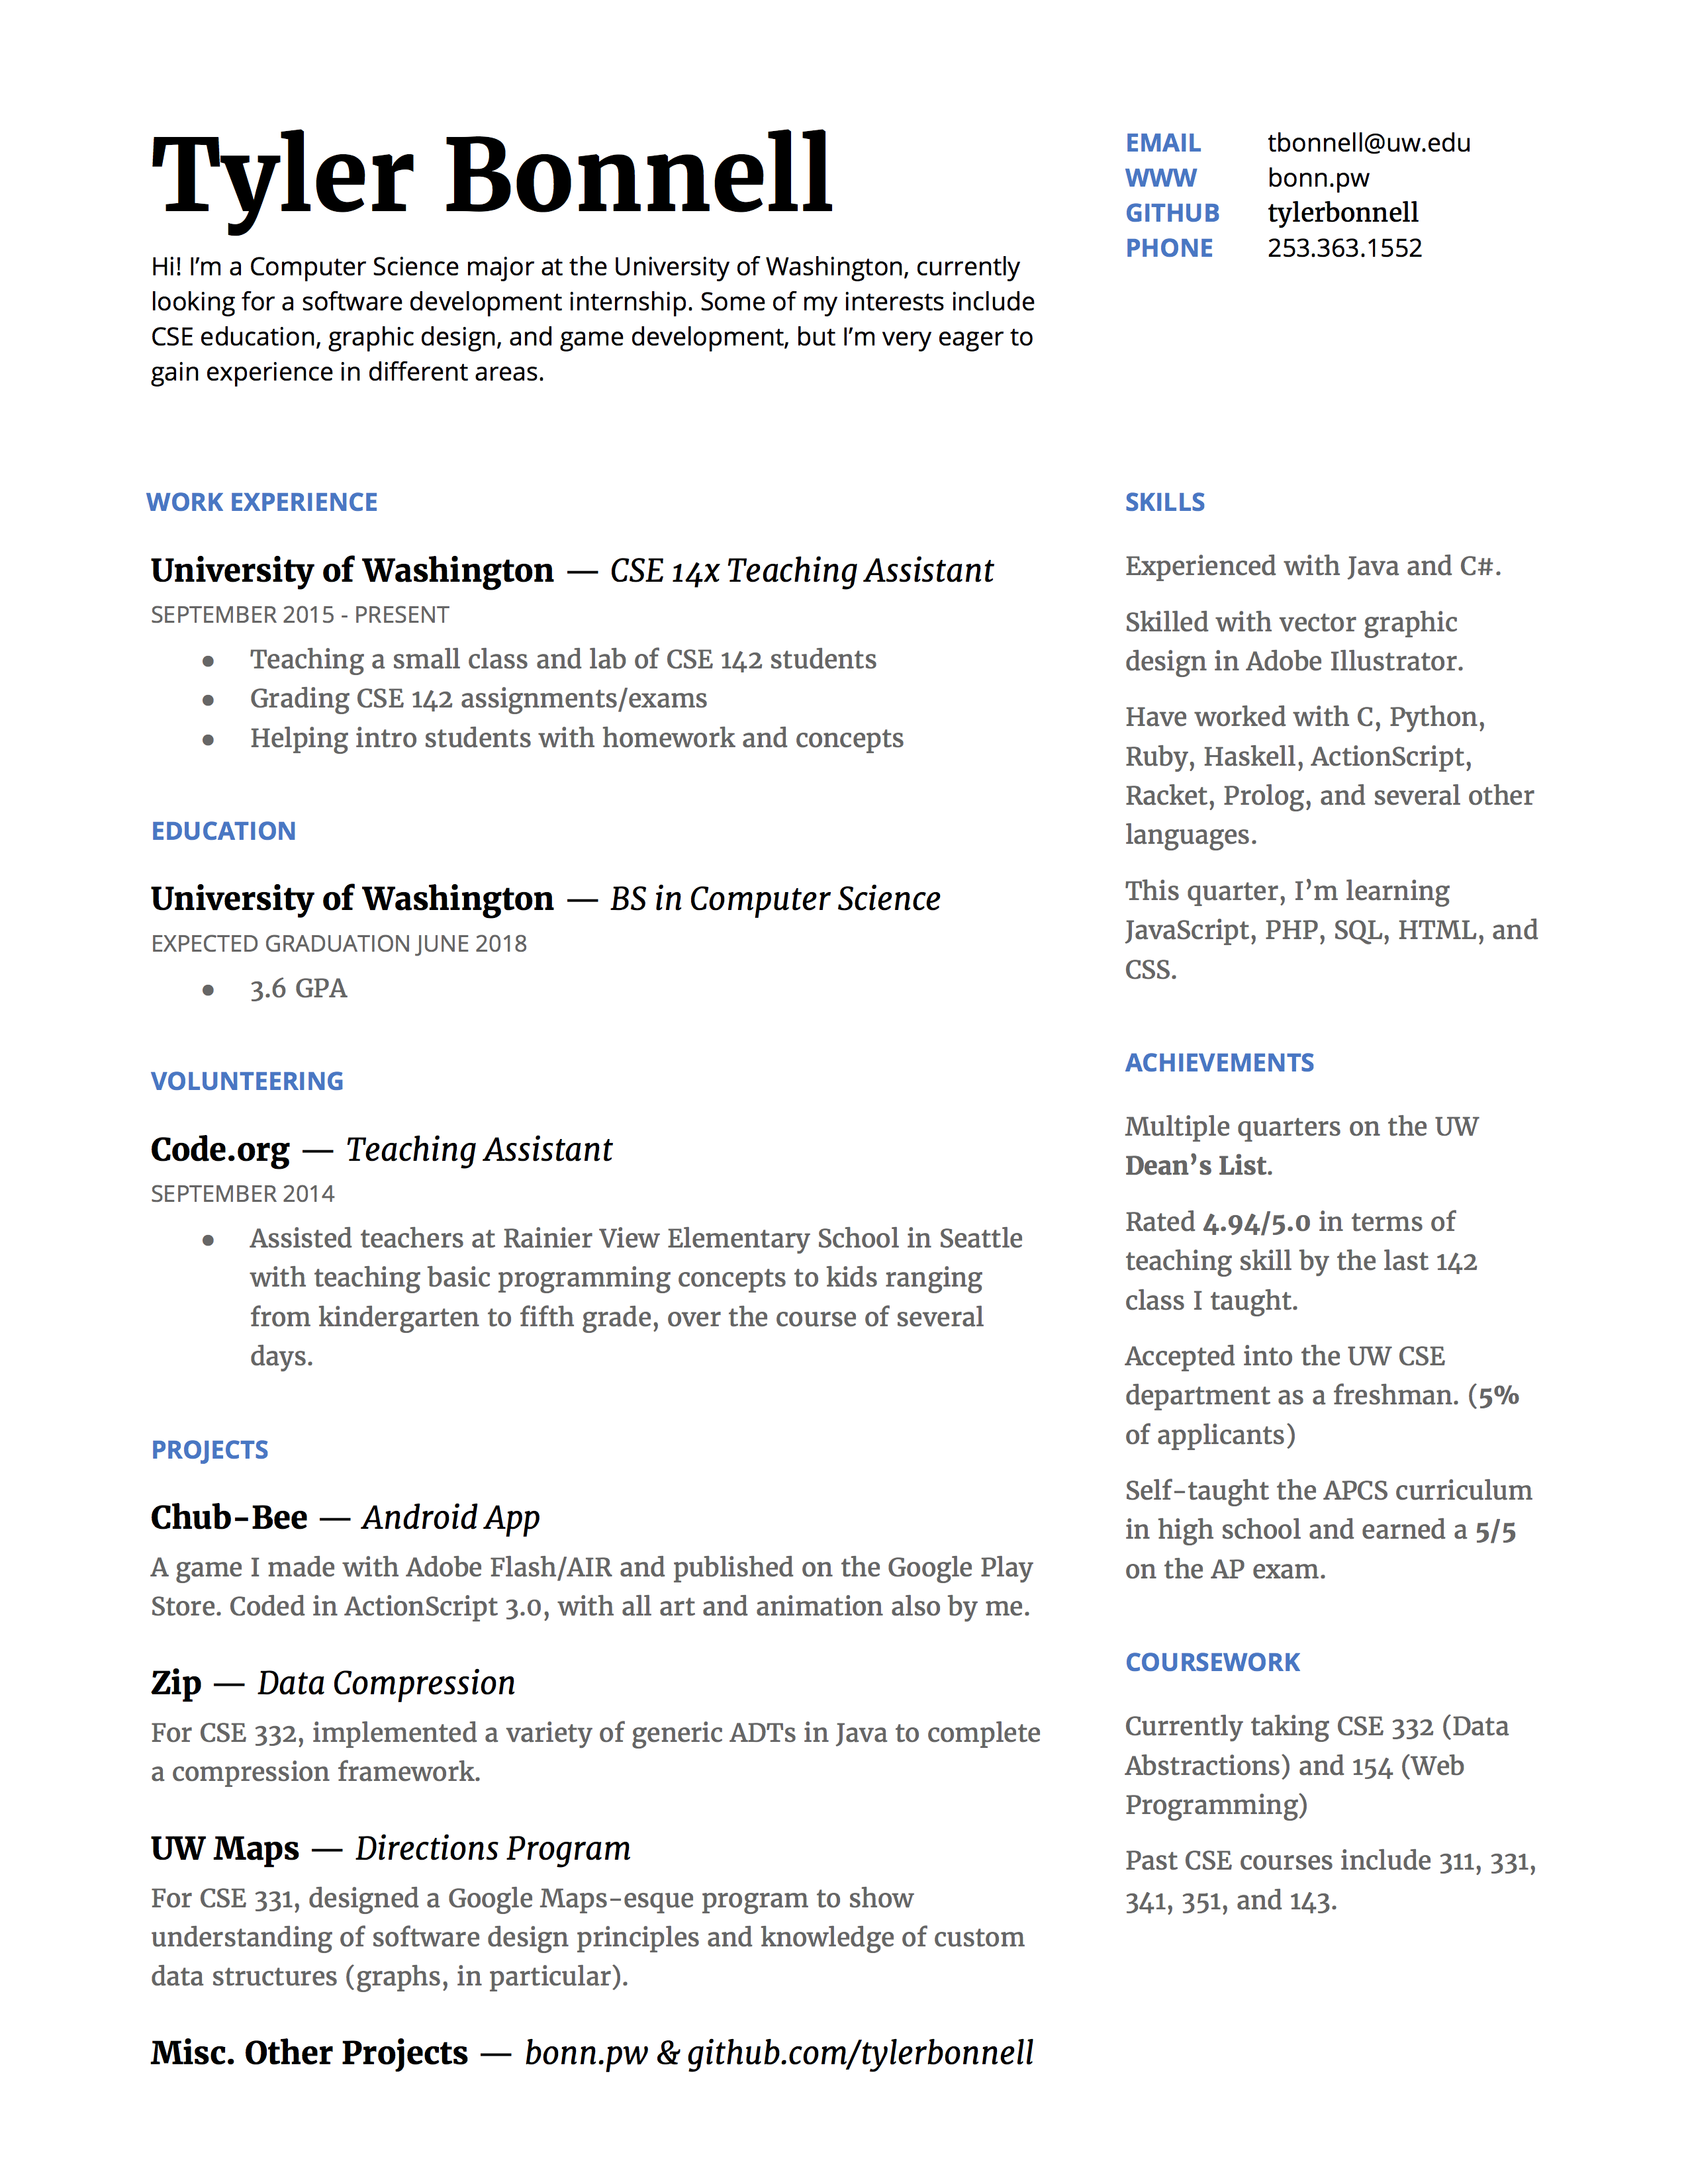 Tyler Bonnell
Hi! I’m a Computer Science major at the University of Washington, currently
looking for a software development internship. Some of my interests include
CSE education, graphic design, and game development, but I’m very eager to
gain experience in different areas.
EMAIL tbonnell@uw.edu
WWW bonn.pw
GITHUB tylerbonnell
PHONE 253.363.1552
WORK EXPERIENCE
University of Washington — CSE 14x Teaching Assistant
SEPTEMBER 2015 - PRESENT
● Teaching a small class and lab of CSE 142 students
● Grading CSE 142 assignments/exams
● Helping intro students with homework and concepts
EDUCATION
University of Washington — BS in Computer Science
EXPECTED GRADUATION JUNE 2018
● 3.6 GPA
VOLUNTEERING
Code.org — Teaching Assistant
SEPTEMBER 2014
● Assisted teachers at Rainier View Elementary School in Seattle
with teaching basic programming concepts to kids ranging
from kindergarten to fifth grade, over the course of several
days.
PROJECTS
Chub-Bee — Android App
A game I made with Adobe Flash/AIR and published on the Google Play
Store. Coded in ActionScript 3.0, with all art and animation also by me.
Zip — Data Compression
For CSE 332, implemented a variety of generic ADTs in Java to complete
a compression framework.
UW Maps — Directions Program
For CSE 331, designed a Google Maps-esque program to show
understanding of software design principles and knowledge of custom
data structures (graphs, in particular).
Misc. Other Projects — bonn.pw & github.com/tylerbonnell
SKILLS
Experienced with Java and C#.
Skilled with vector graphic
design in Adobe Illustrator.
Have worked with C, Python,
Ruby, Haskell, ActionScript,
Racket, Prolog, and several other
languages.
This quarter, I’m learning
JavaScript, PHP, SQL, HTML, and
CSS.
ACHIEVEMENTS
Multiple quarters on the UW
Dean’s List.
Rated 4.94/5.0 in terms of
teaching skill by the last 142
class I taught.
Accepted into the UW CSE
department as a freshman. (5%
of applicants)
Self-taught the APCS curriculum
in high school and earned a 5/5
on the AP exam.
COURSEWORK
Currently taking CSE 332 (Data
Abstractions) and 154 (Web
Programming)
Past CSE courses include 311, 331,
341, 351, and 143.